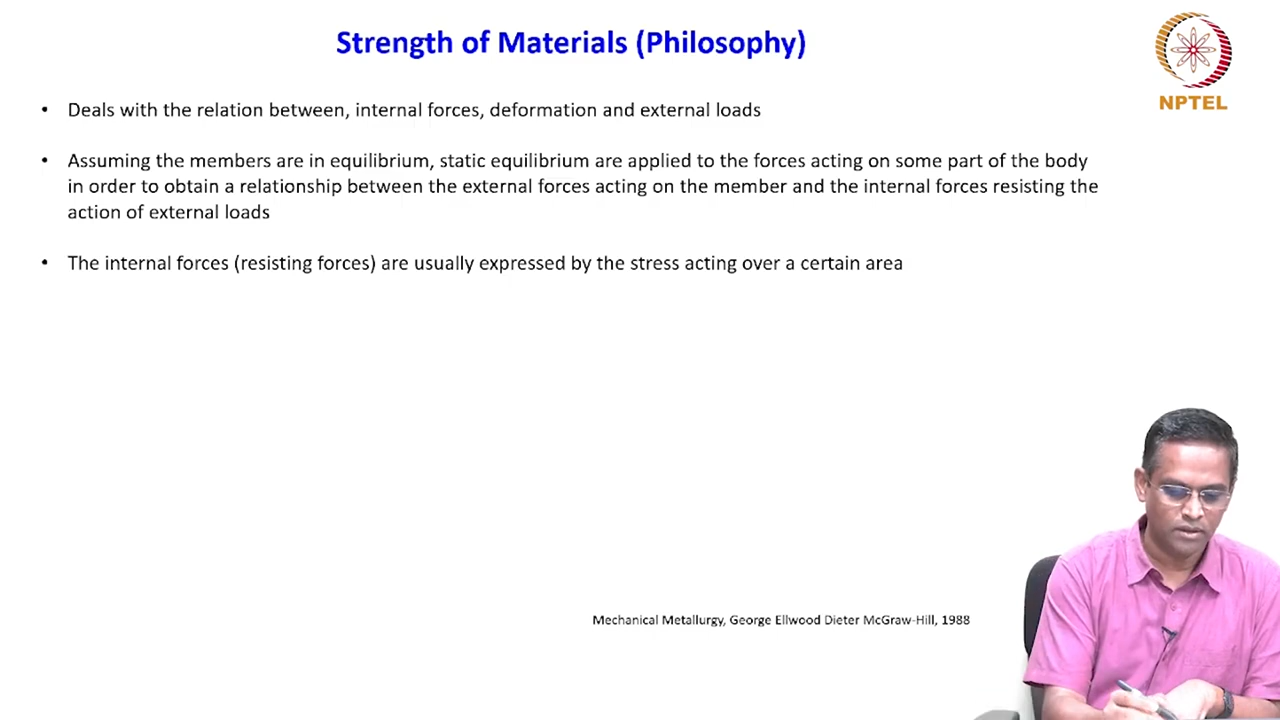 Strength of Materials (Philosophy)
NPTEL
• Deals with the relation between, internal forces, deformation and external loads
• Assuming the members are in equilibrium, static equilibrium are applied to the forces acting on some part of the body
in order to obtain a relationship between the external forces acting on the member and the internal forces resisting the
action of external loads
• The internal forces (resisting forces) are usually expressed by the stress acting over a certain area
Mechanical Metallurgy, George Ellwood Dieter McGraw-Hill, 1988